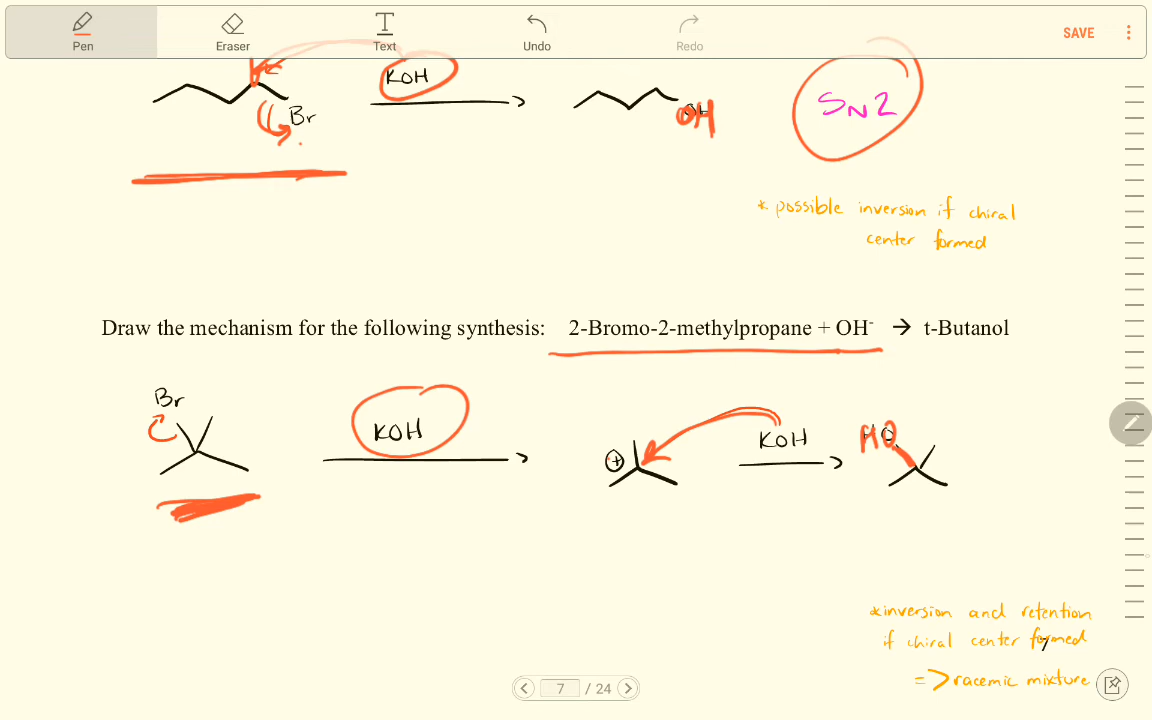 Pen
Eraser
Text
Undo
Redo
SAVE
KOH
Br
OH
SN2
* possible inversion if chiral
center formed
Draw the mechanism for the following synthesis: 2-Bromo-2-methylpropane + OH⁻ → t-Butanol
Br
KOH
+
KOH
HO
*inversion and retention
if chiral center formed
=> racemic mixture
7 / 24